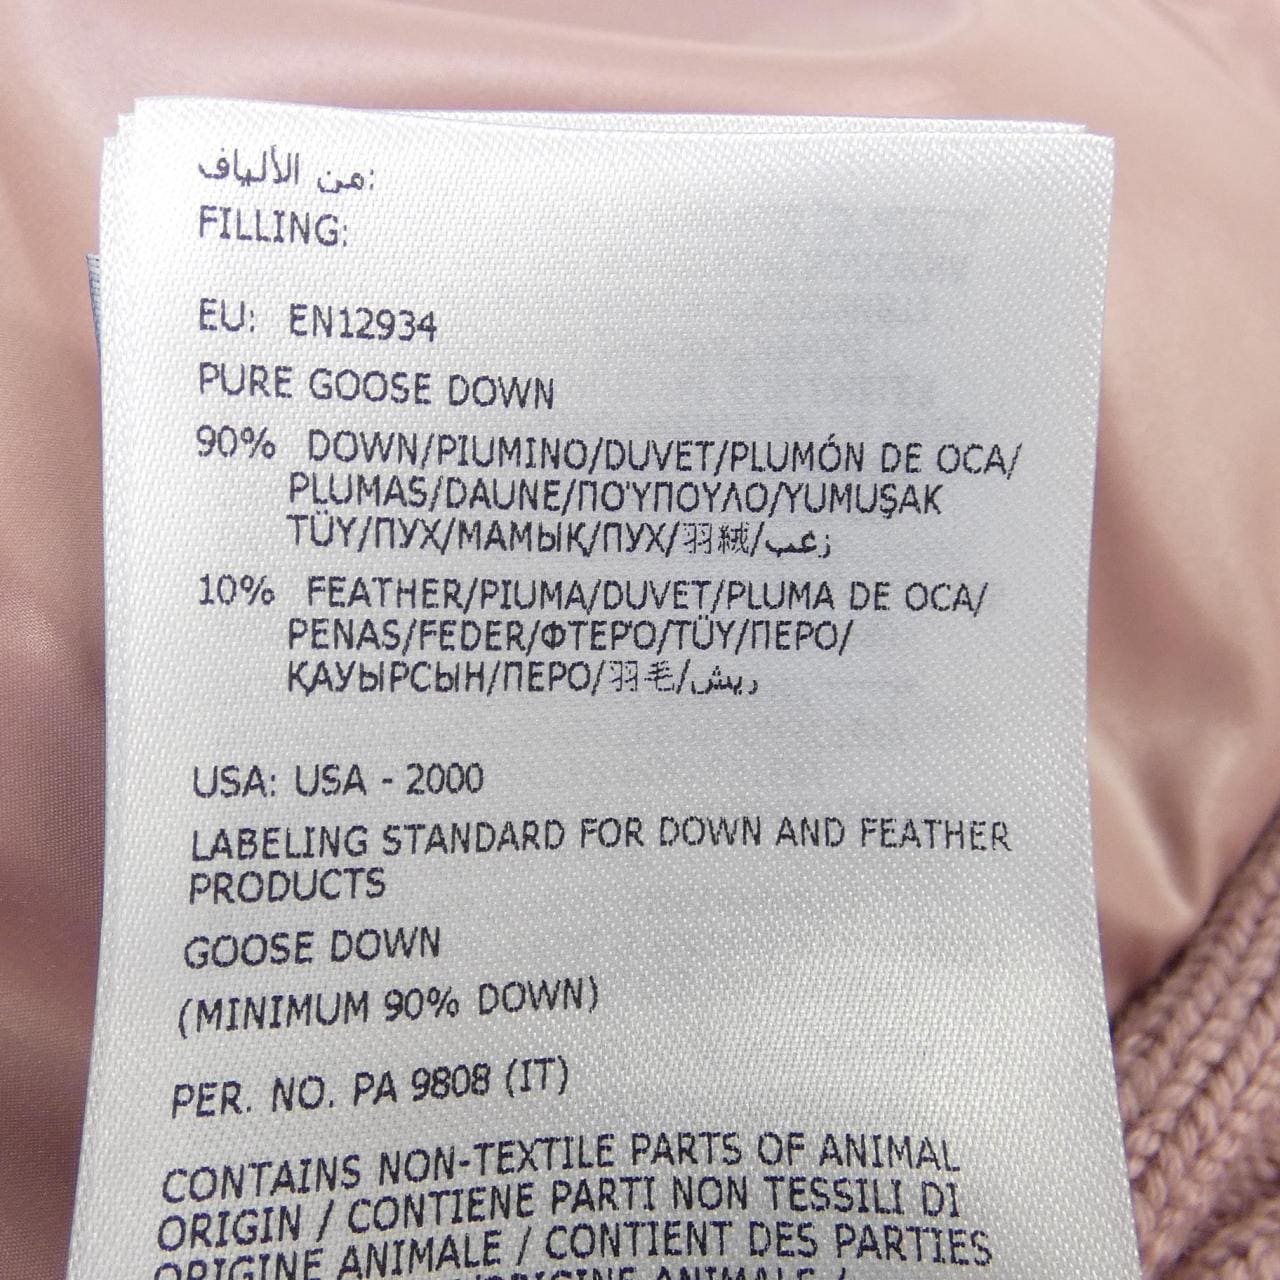 من الألياف:
FILLING:
EU: EN12934
PURE GOOSE DOWN
90% DOWN/PIUMINO/DUVET/PLUMÓN DE OCA/
PLUMAS/DAUNE/ΠΟ'ΥΠΟΥΛΟ/YUMUŞAK
TÜY/ПУХ/МАМЫҚ/ПУХ/羽絨/زغب
10% FEATHER/PIUMA/DUVET/PLUMA DE OCA/
PENAS/FEDER/ΦΤΕΡ'Ο/TÜY/ПЕРО/
ҚАУЫРСЫН/ПЕРО/羽毛/ريش
USA: USA - 2000
LABELING STANDARD FOR DOWN AND FEATHER
PRODUCTS
GOOSE DOWN
(MINIMUM 90% DOWN)
PER. NO. PA 9808 (IT)
CONTAINS NON-TEXTILE PARTS OF ANIMAL
ORIGIN / CONTIENE PARTI NON TESSILI DI
ORIGINE ANIMALE / CONTIENT DES PARTIES